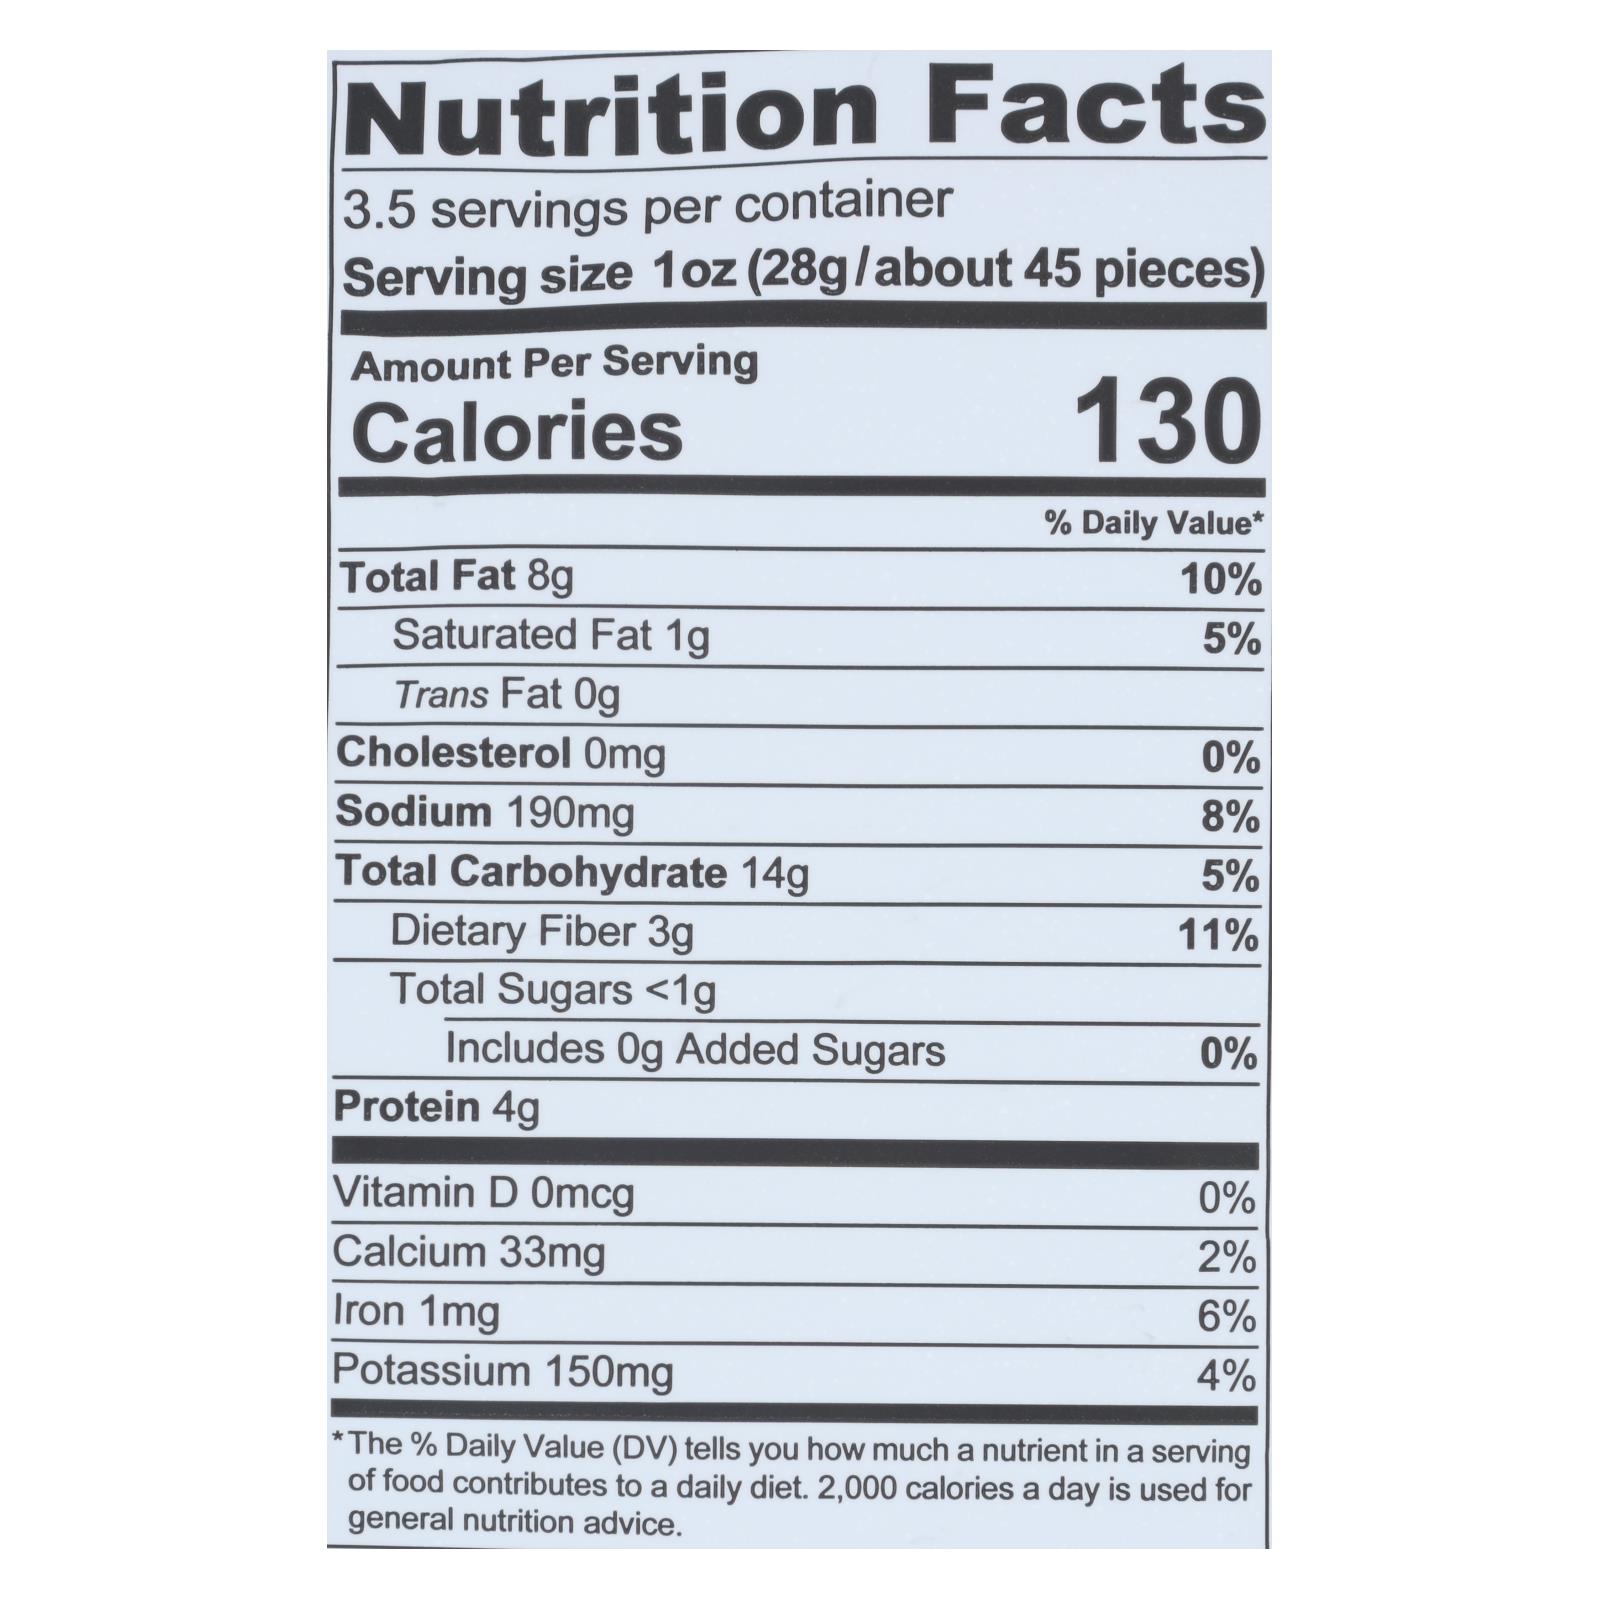 Nutrition Facts
3.5 servings per container
Serving size 1oz (28g/about 45 pieces)
Amount Per Serving
Calories 130
% Daily Value*
Total Fat 8g 10%
Saturated Fat 1g 5%
Trans Fat 0g
Cholesterol 0mg 0%
Sodium 190mg 8%
Total Carbohydrate 14g 5%
Dietary Fiber 3g 11%
Total Sugars <1g
Includes 0g Added Sugars 0%
Protein 4g
Vitamin D 0mcg 0%
Calcium 33mg 2%
Iron 1mg 6%
Potassium 150mg 4%
*The % Daily Value (DV) tells you how much a nutrient in a serving
of food contributes to a daily diet. 2,000 calories a day is used for
general nutrition advice.